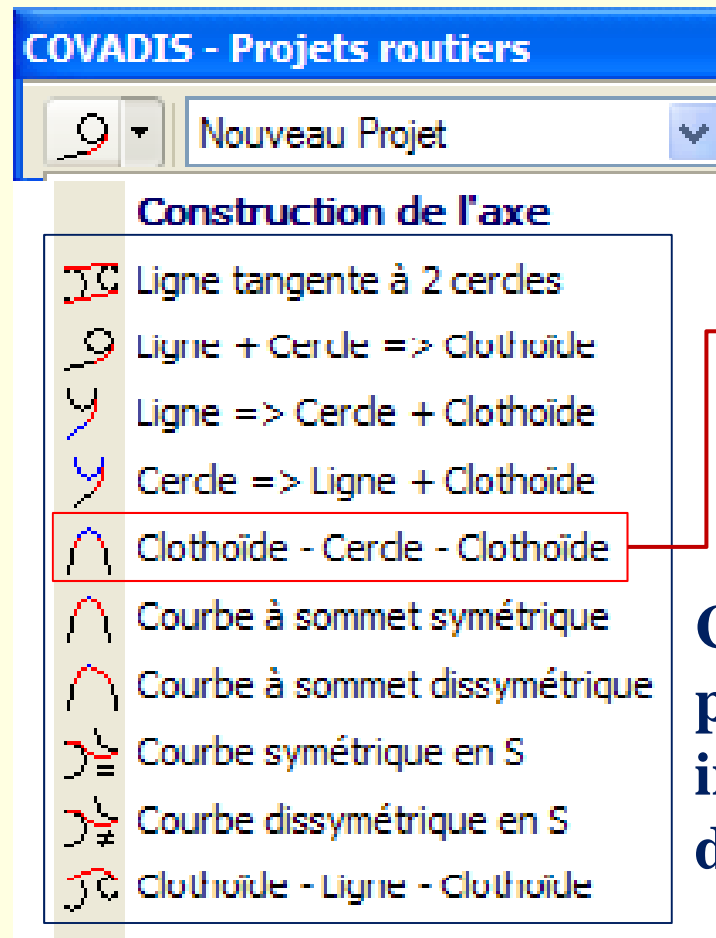 COVADIS - Projets routiers
Nouveau Projet
Construction de l'axe
Ligne tangente à 2 cercles
Ligne + Cercle => Clothoïde
Ligne => Cercle + Clothoïde
Cercle => Ligne + Clothoïde
Clothoïde - Cercle - Clothoïde
Courbe à sommet symétrique
Courbe à sommet dissymétrique
Courbe symétrique en S
Courbe dissymétrique en S
Clothoïde - Ligne - Clothoïde